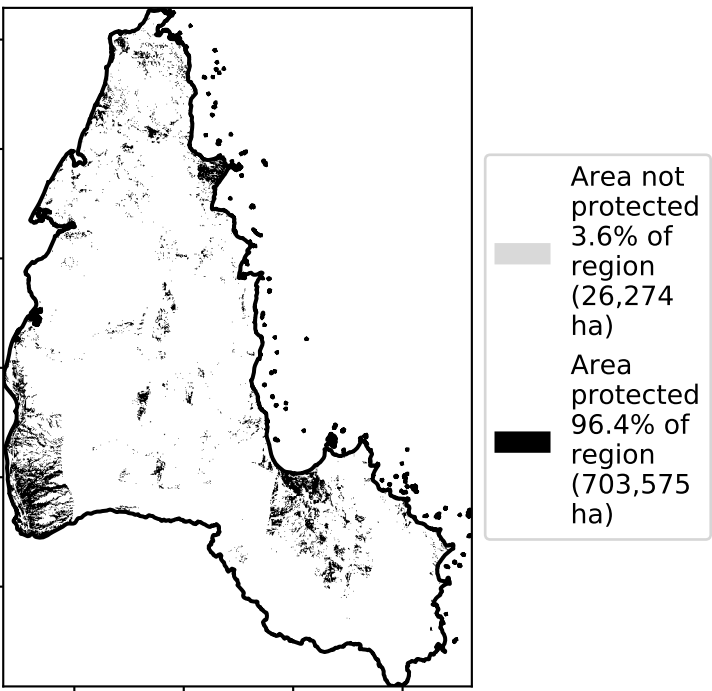 Area not
protected
3.6% of
region
(26,274
ha)
Area
protected
96.4% of
region
(703,575
ha)